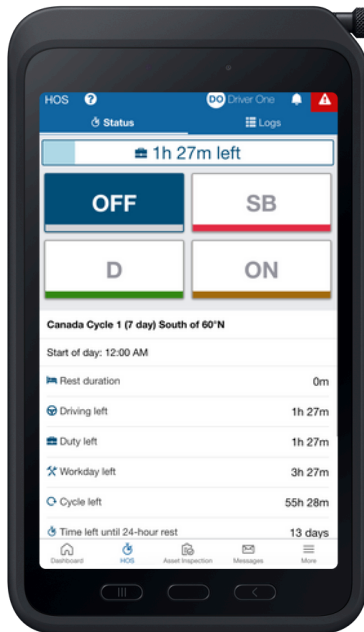 HOS ? DO Driver One
Status Logs
1h 27m left
OFF SB
D ON
Canada Cycle 1 (7 day) South of 60°N
Start of day: 12:00 AM
Rest duration 0m
Driving left 1h 27m
Duty left 1h 27m
Workday left 3h 27m
Cycle left 55h 28m
Time left until 24-hour rest 13 days
Dashboard HOS Asset Inspection Messages More